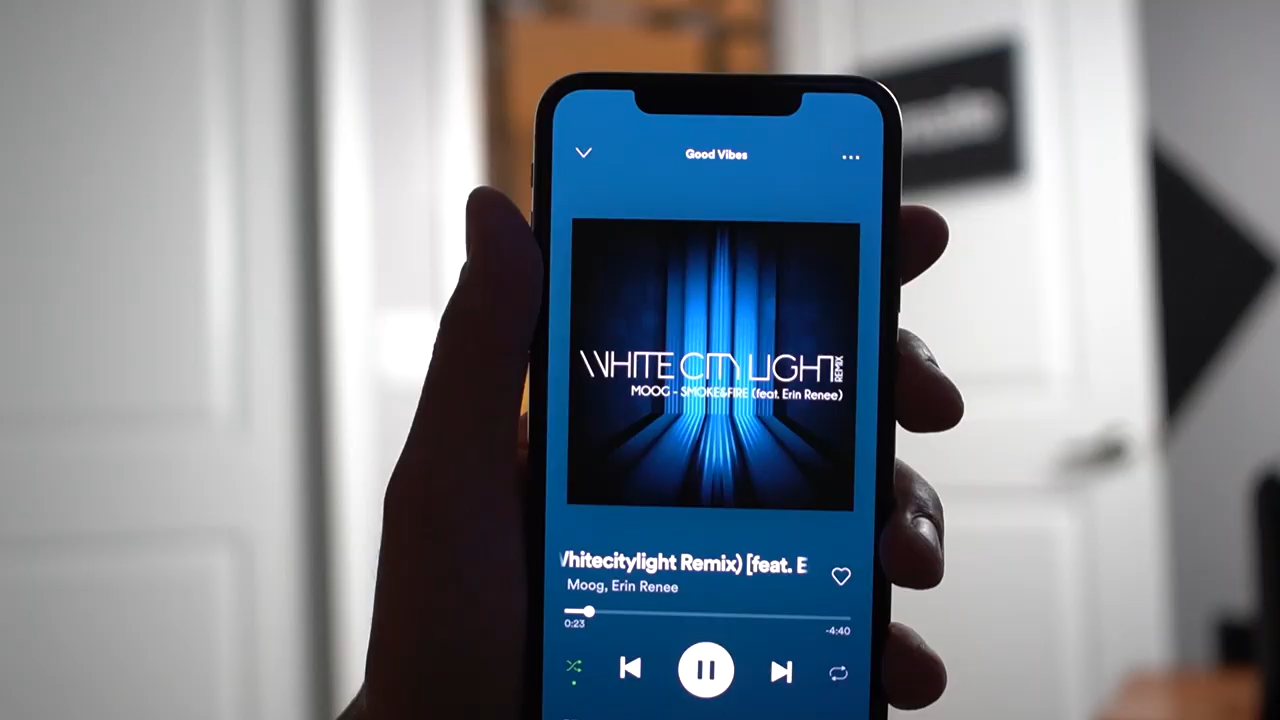 Good Vibes
WHITE CITY LIGHT REMIX
MOOG - SMOKE&FIRE (feat. Erin Renee)
Whitecitylight Remix) [feat. E
Moog, Erin Renee
0:23
-4:40